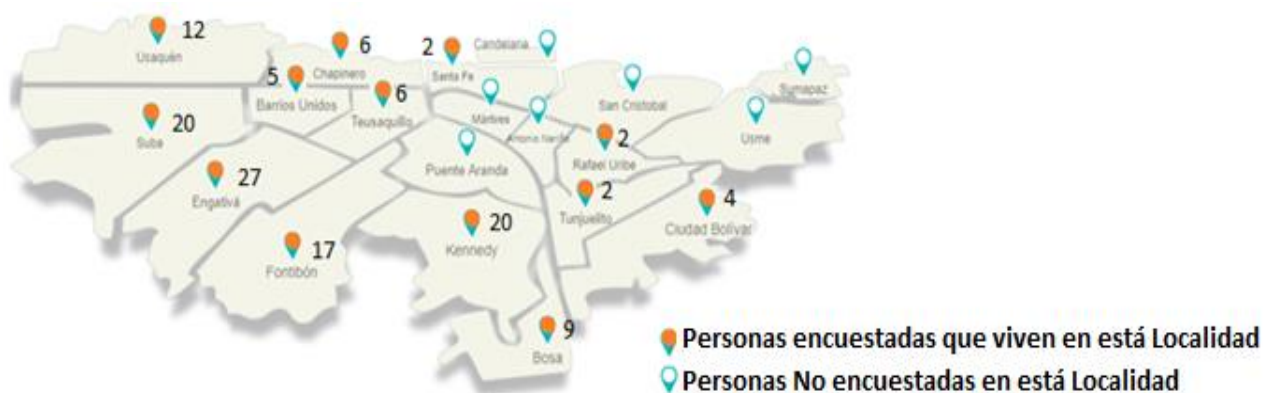 12
Usaquén
6
Chapinero
2
Santa Fe
Candelaria
5
Barrios Unidos
6
Teusaquillo
Mártires
Antonio Nariño
San Cristobal
Sumapaz
Usme
20
Suba
Puente Aranda
2
Rafael Uribe
27
Engativá
2
Tunjuelito
4
Ciudad Bolívar
20
Kennedy
17
Fontibón
9
Bosa
Personas encuestadas que viven en está Localidad
Personas No encuestadas en está Localidad